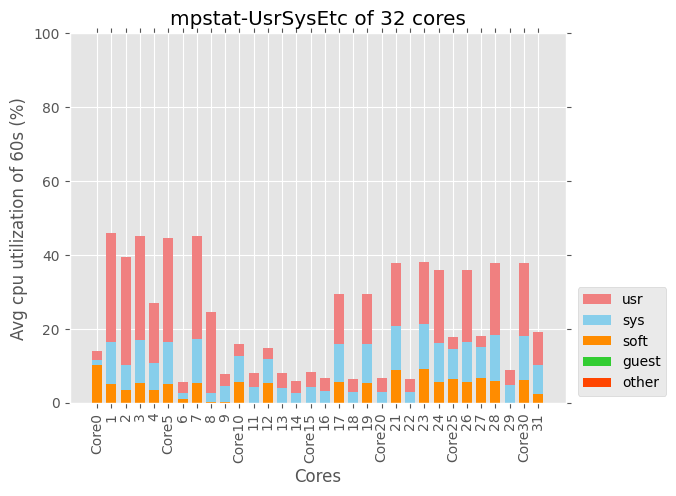 mpstat-UsrSysEtc of 32 cores
Avg cpu utilization of 60s (%)
100
80
60
40
20
0
Core0
1
2
3
4
Core5
6
7
8
9
Core10
11
12
13
14
Core15
16
17
18
19
Core20
21
22
23
24
Core25
26
27
28
29
Core30
31
Cores
usr
sys
soft
guest
other